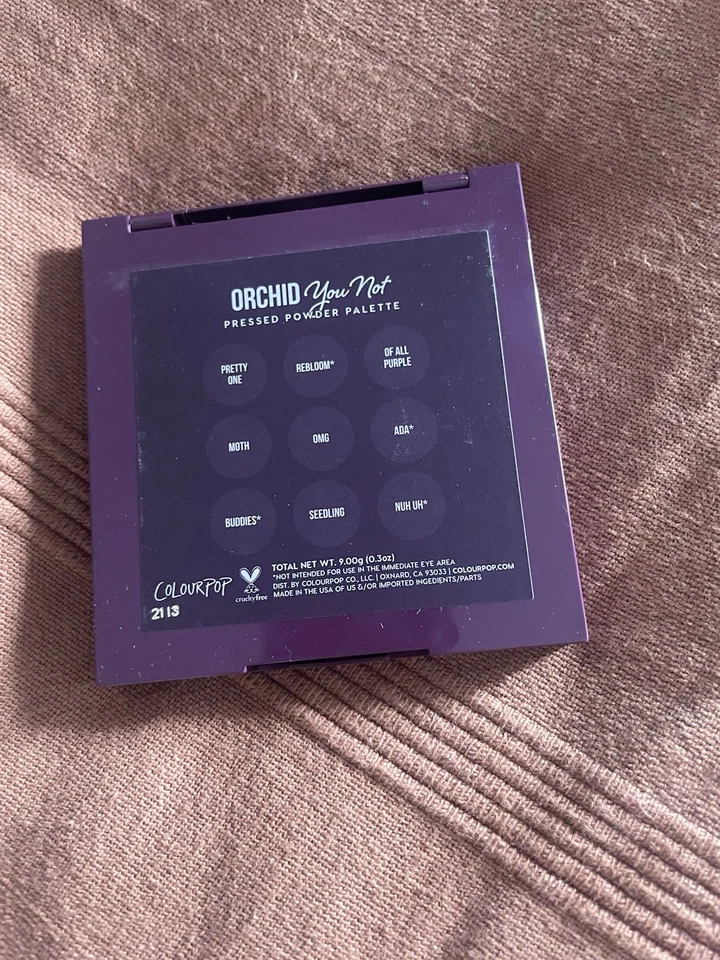 ORCHID You Not
PRESSED POWDER PALETTE
PRETTY
ONE
REBLOOM*
OF ALL
PURPLE
MOTH
OMG
ADA*
BUDDIES*
SEEDLING
NUH UH*
TOTAL NET WT. 9.00g (0.3oz)
*NOT INTENDED FOR USE IN THE IMMEDIATE EYE AREA
DIST. BY COLOURPOP CO., LLC. | OXNARD, CA 93033 | COLOURPOP.COM
MADE IN THE USA OF US &/OR IMPORTED INGEDIENTS/PARTS
COLOURPOP
crueltyfree
2113